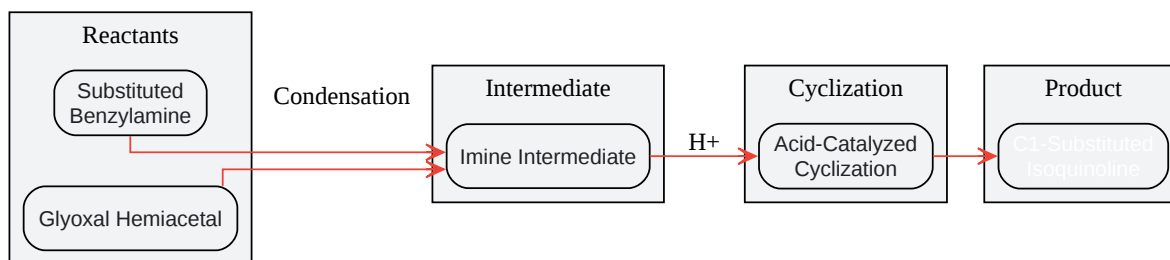 Reactants
Substituted
Benzylamine
Glyoxal Hemiacetal
Condensation
Intermediate
Imine Intermediate
H+
Cyclization
Acid-Catalyzed
Cyclization
Product
C1-Substituted
Isoquinoline